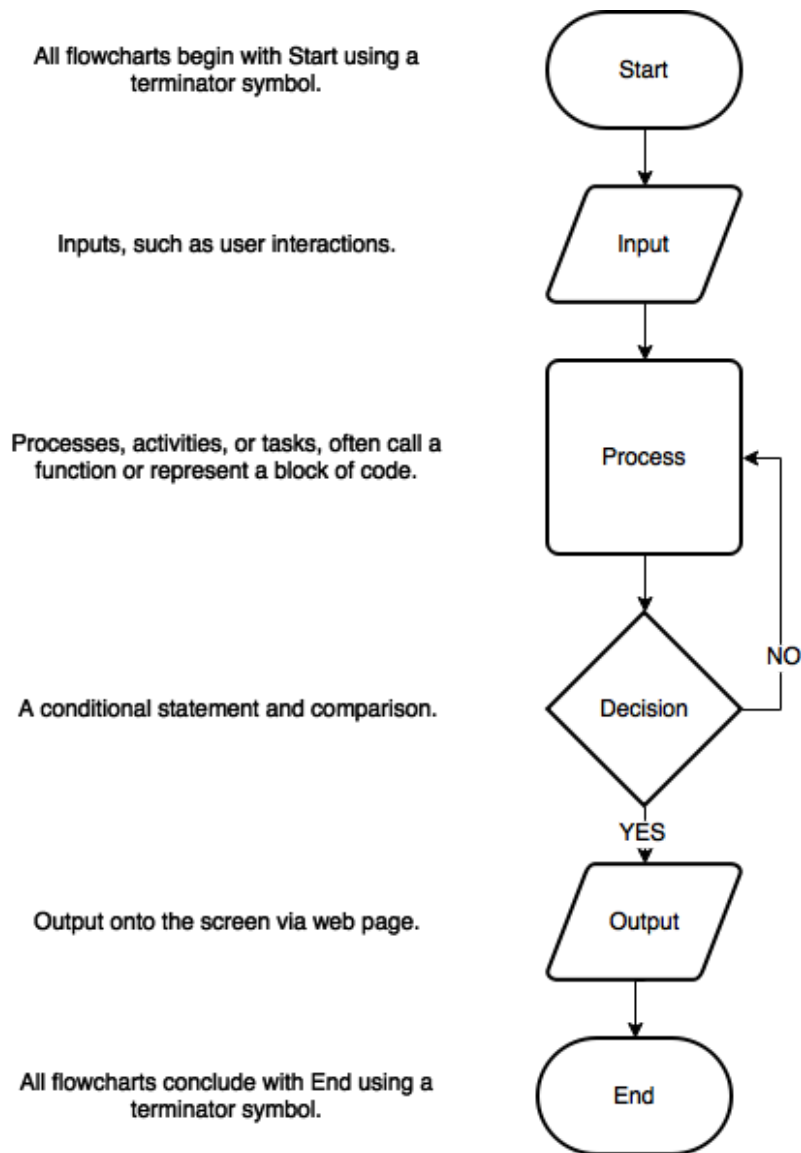 All flowcharts begin with Start using a
terminator symbol.
Start
Inputs, such as user interactions.
Input
Processes, activities, or tasks, often call a
function or represent a block of code.
Process
NO
A conditional statement and comparison.
Decision
YES
Output onto the screen via web page.
Output
All flowcharts conclude with End using a
terminator symbol.
End